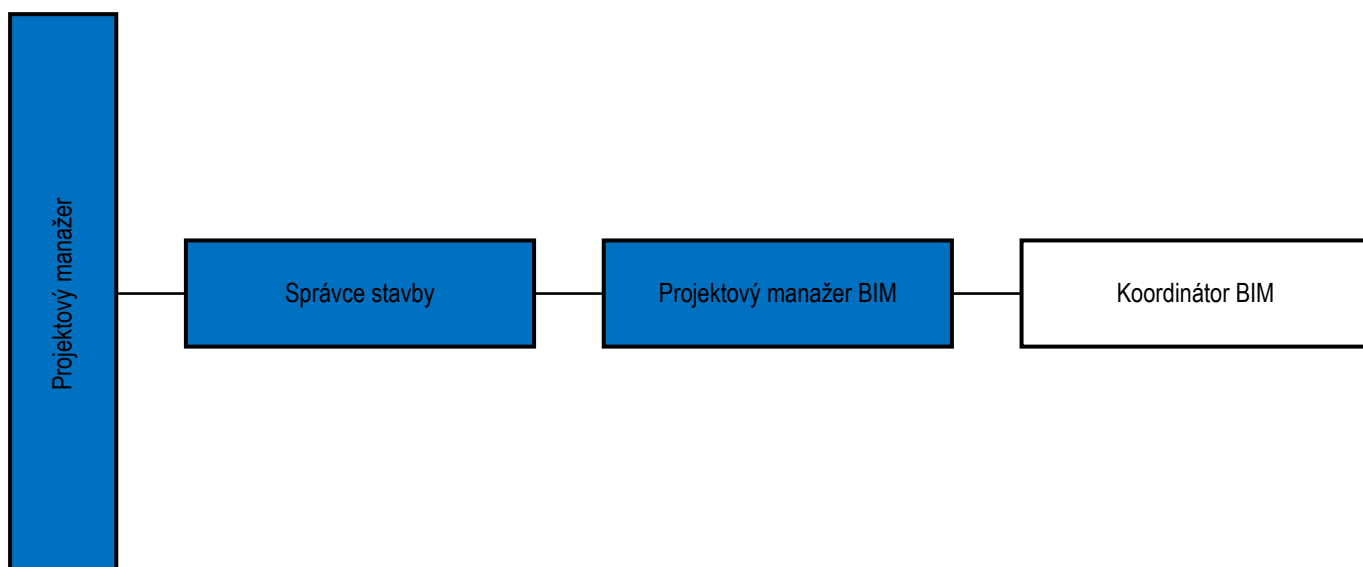 Projektový manažer
Správce stavby
Projektový manažer BIM
Koordinátor BIM